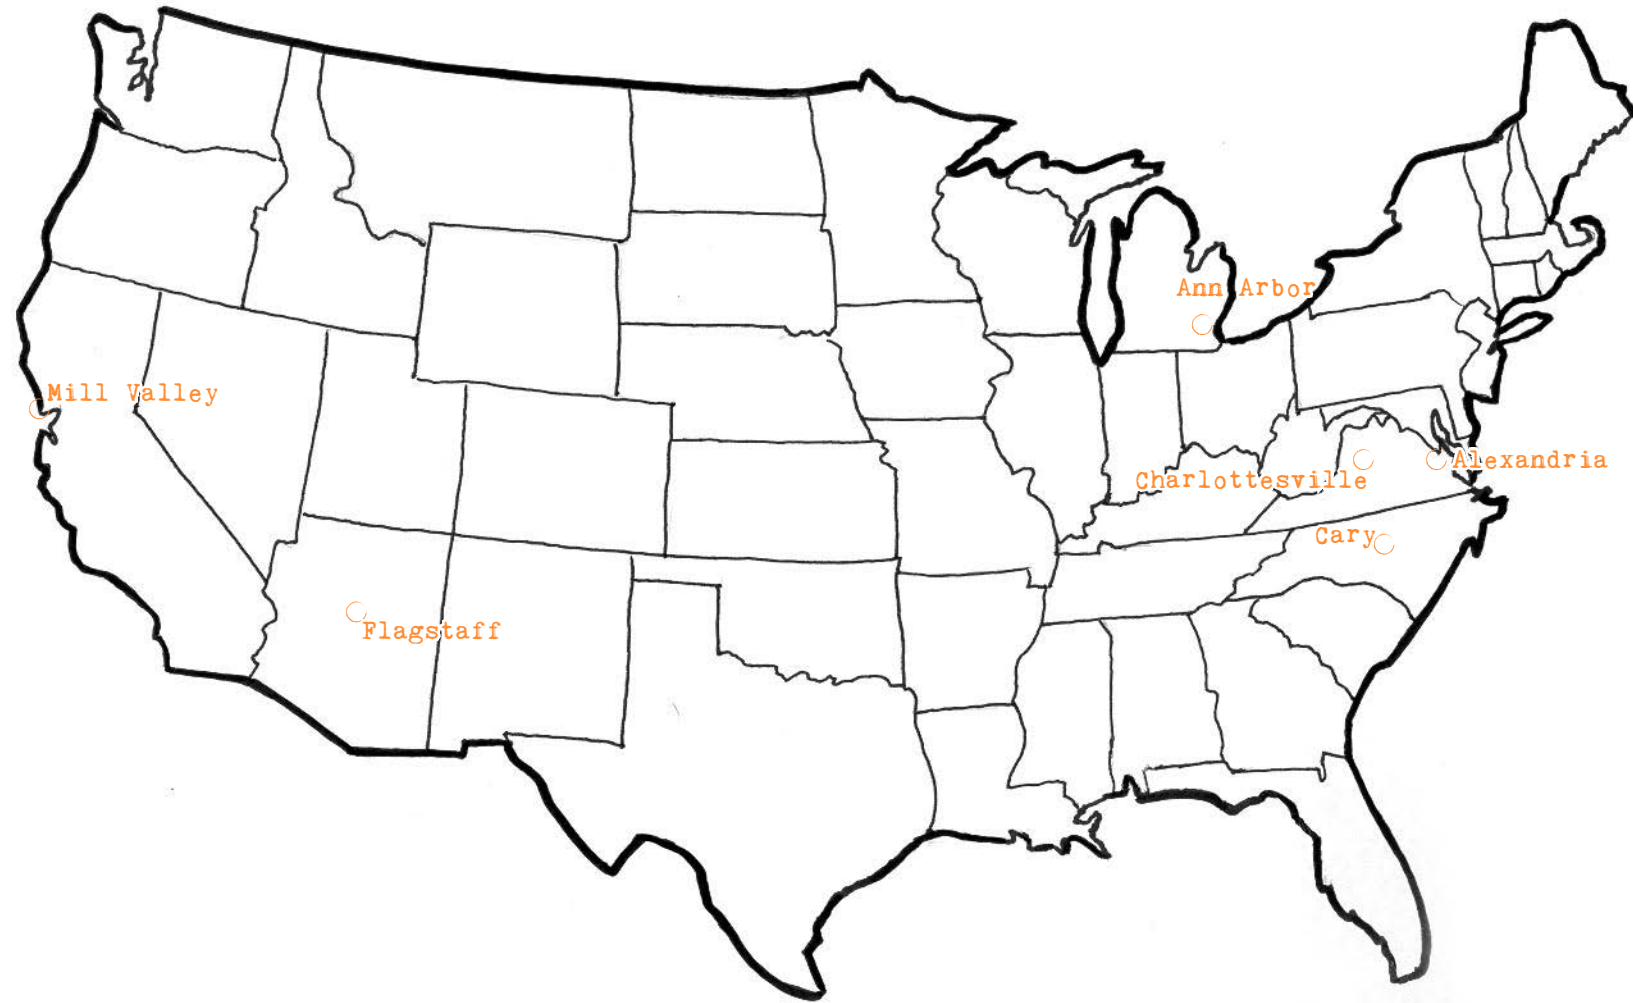 Ann Arbor
Mill Valley
Alexandria
Charlottesville
Cary
Flagstaff